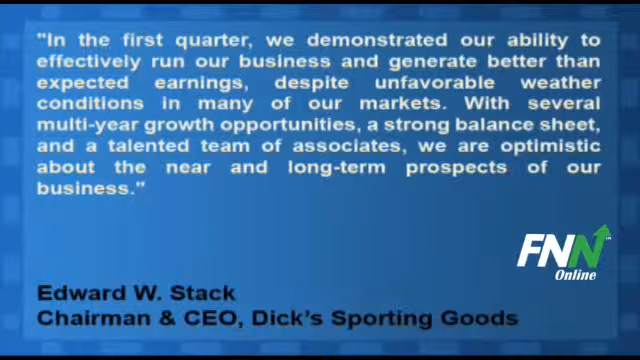 "In the first quarter, we demonstrated our ability to
effectively run our business and generate better than
expected earnings, despite unfavorable weather
conditions in many of our markets. With several
multi-year growth opportunities, a strong balance sheet,
and a talented team of associates, we are optimistic
about the near and long-term prospects of our
business."
FNN
Online
Edward W. Stack
Chairman & CEO, Dick's Sporting Goods